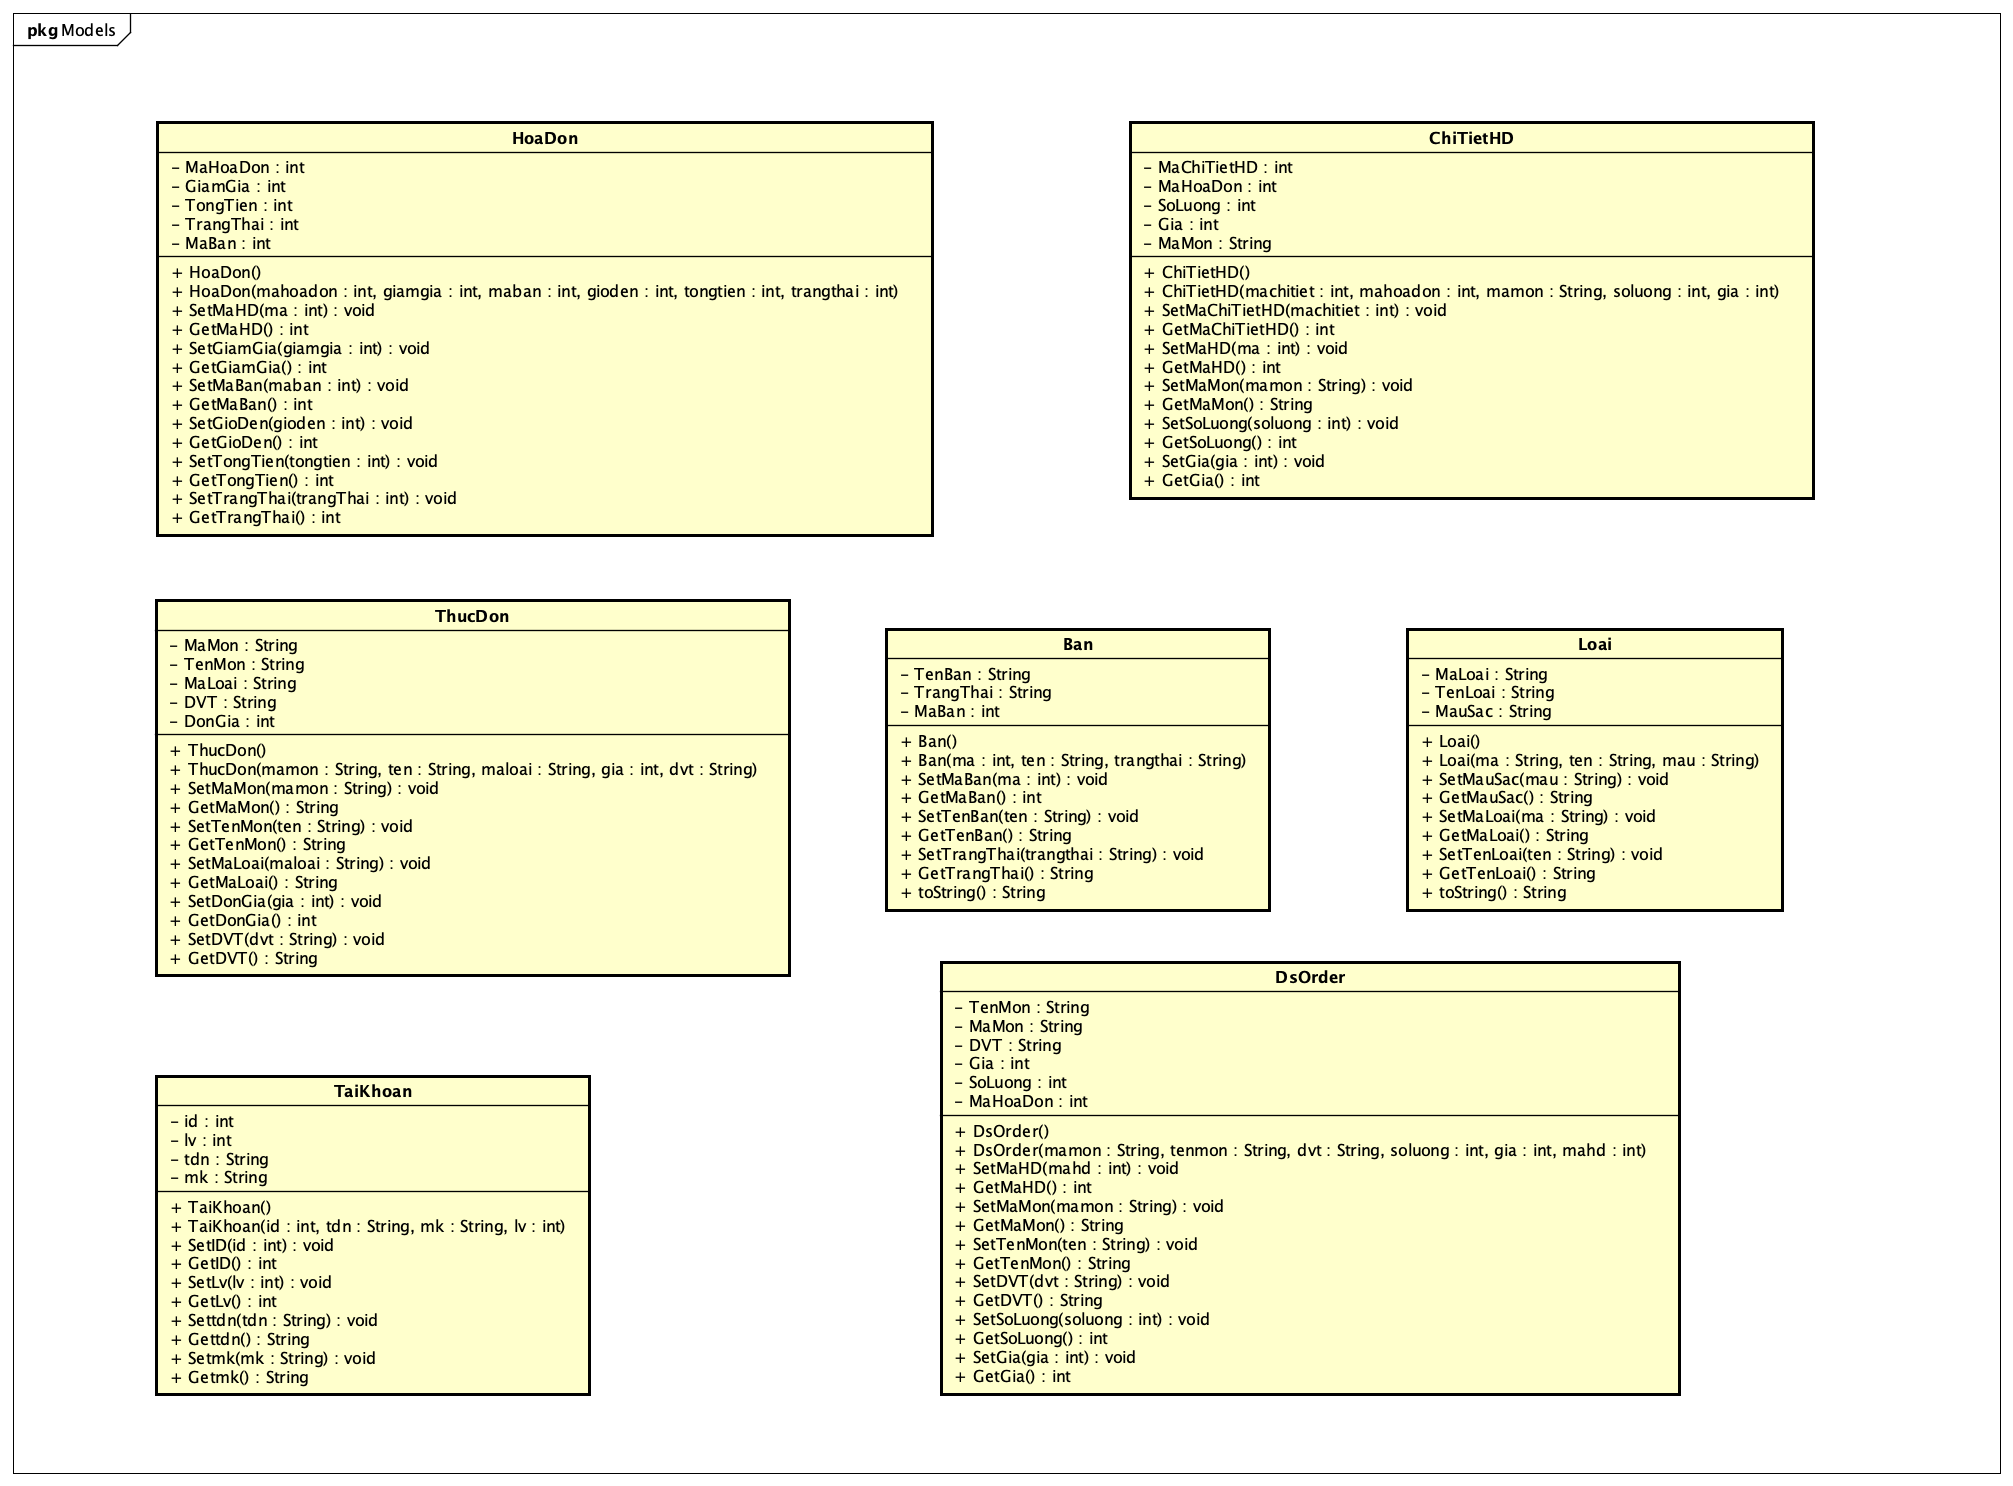 pkg Models
HoaDon
- MaHoaDon : int
- GiamGia : int
- TongTien : int
- TrangThai : int
- MaBan : int
+ HoaDon()
+ HoaDon(mahoadon : int, giamgia : int, maban : int, gioden : int, tongtien : int, trangthai : int)
+ SetMaHD(ma : int) : void
+ GetMaHD() : int
+ SetGiamGia(giamgia : int) : void
+ GetGiamGia() : int
+ SetMaBan(maban : int) : void
+ GetMaBan() : int
+ SetGioDen(gioden : int) : void
+ GetGioDen() : int
+ SetTongTien(tongtien : int) : void
+ GetTongTien() : int
+ SetTrangThai(trangThai : int) : void
+ GetTrangThai() : int
ChiTietHD
- MaChiTietHD : int
- MaHoaDon : int
- SoLuong : int
- Gia : int
- MaMon : String
+ ChiTietHD()
+ ChiTietHD(machitiet : int, mahoadon : int, mamon : String, soluong : int, gia : int)
+ SetMaChiTietHD(machitiet : int) : void
+ GetMaChiTietHD() : int
+ SetMaHD(ma : int) : void
+ GetMaHD() : int
+ SetMaMon(mamon : String) : void
+ GetMaMon() : String
+ SetSoLuong(soluong : int) : void
+ GetSoLuong() : int
+ SetGia(gia : int) : void
+ GetGia() : int
ThucDon
- MaMon : String
- TenMon : String
- MaLoai : String
- DVT : String
- DonGia : int
+ ThucDon()
+ ThucDon(mamon : String, ten : String, maloai : String, gia : int, dvt : String)
+ SetMaMon(mamon : String) : void
+ GetMaMon() : String
+ SetTenMon(ten : String) : void
+ GetTenMon() : String
+ SetMaLoai(maloai : String) : void
+ GetMaLoai() : String
+ SetDonGia(gia : int) : void
+ GetDonGia() : int
+ SetDVT(dvt : String) : void
+ GetDVT() : String
Ban
- TenBan : String
- TrangThai : String
- MaBan : int
+ Ban()
+ Ban(ma : int, ten : String, trangthai : String)
+ SetMaBan(ma : int) : void
+ GetMaBan() : int
+ SetTenBan(ten : String) : void
+ GetTenBan() : String
+ SetTrangThai(trangthai : String) : void
+ GetTrangThai() : String
+ toString() : String
Loai
- MaLoai : String
- TenLoai : String
- MauSac : String
+ Loai()
+ Loai(ma : String, ten : String, mau : String)
+ SetMauSac(mau : String) : void
+ GetMauSac() : String
+ SetMaLoai(ma : String) : void
+ GetMaLoai() : String
+ SetTenLoai(ten : String) : void
+ GetTenLoai() : String
+ toString() : String
TaiKhoan
- id : int
- lv : int
- tdn : String
- mk : String
+ TaiKhoan()
+ TaiKhoan(id : int, tdn : String, mk : String, lv : int)
+ SetID(id : int) : void
+ GetID() : int
+ SetLv(lv : int) : void
+ GetLv() : int
+ Settdn(tdn : String) : void
+ Gettdn() : String
+ Setmk(mk : String) : void
+ Getmk() : String
DsOrder
- TenMon : String
- MaMon : String
- DVT : String
- Gia : int
- SoLuong : int
- MaHoaDon : int
+ DsOrder()
+ DsOrder(mamon : String, tenmon : String, dvt : String, soluong : int, gia : int, mahd : int)
+ SetMaHD(mahd : int) : void
+ GetMaHD() : int
+ SetMaMon(mamon : String) : void
+ GetMaMon() : String
+ SetTenMon(ten : String) : void
+ GetTenMon() : String
+ SetDVT(dvt : String) : void
+ GetDVT() : String
+ SetSoLuong(soluong : int) : void
+ GetSoLuong() : int
+ SetGia(gia : int) : void
+ GetGia() : int